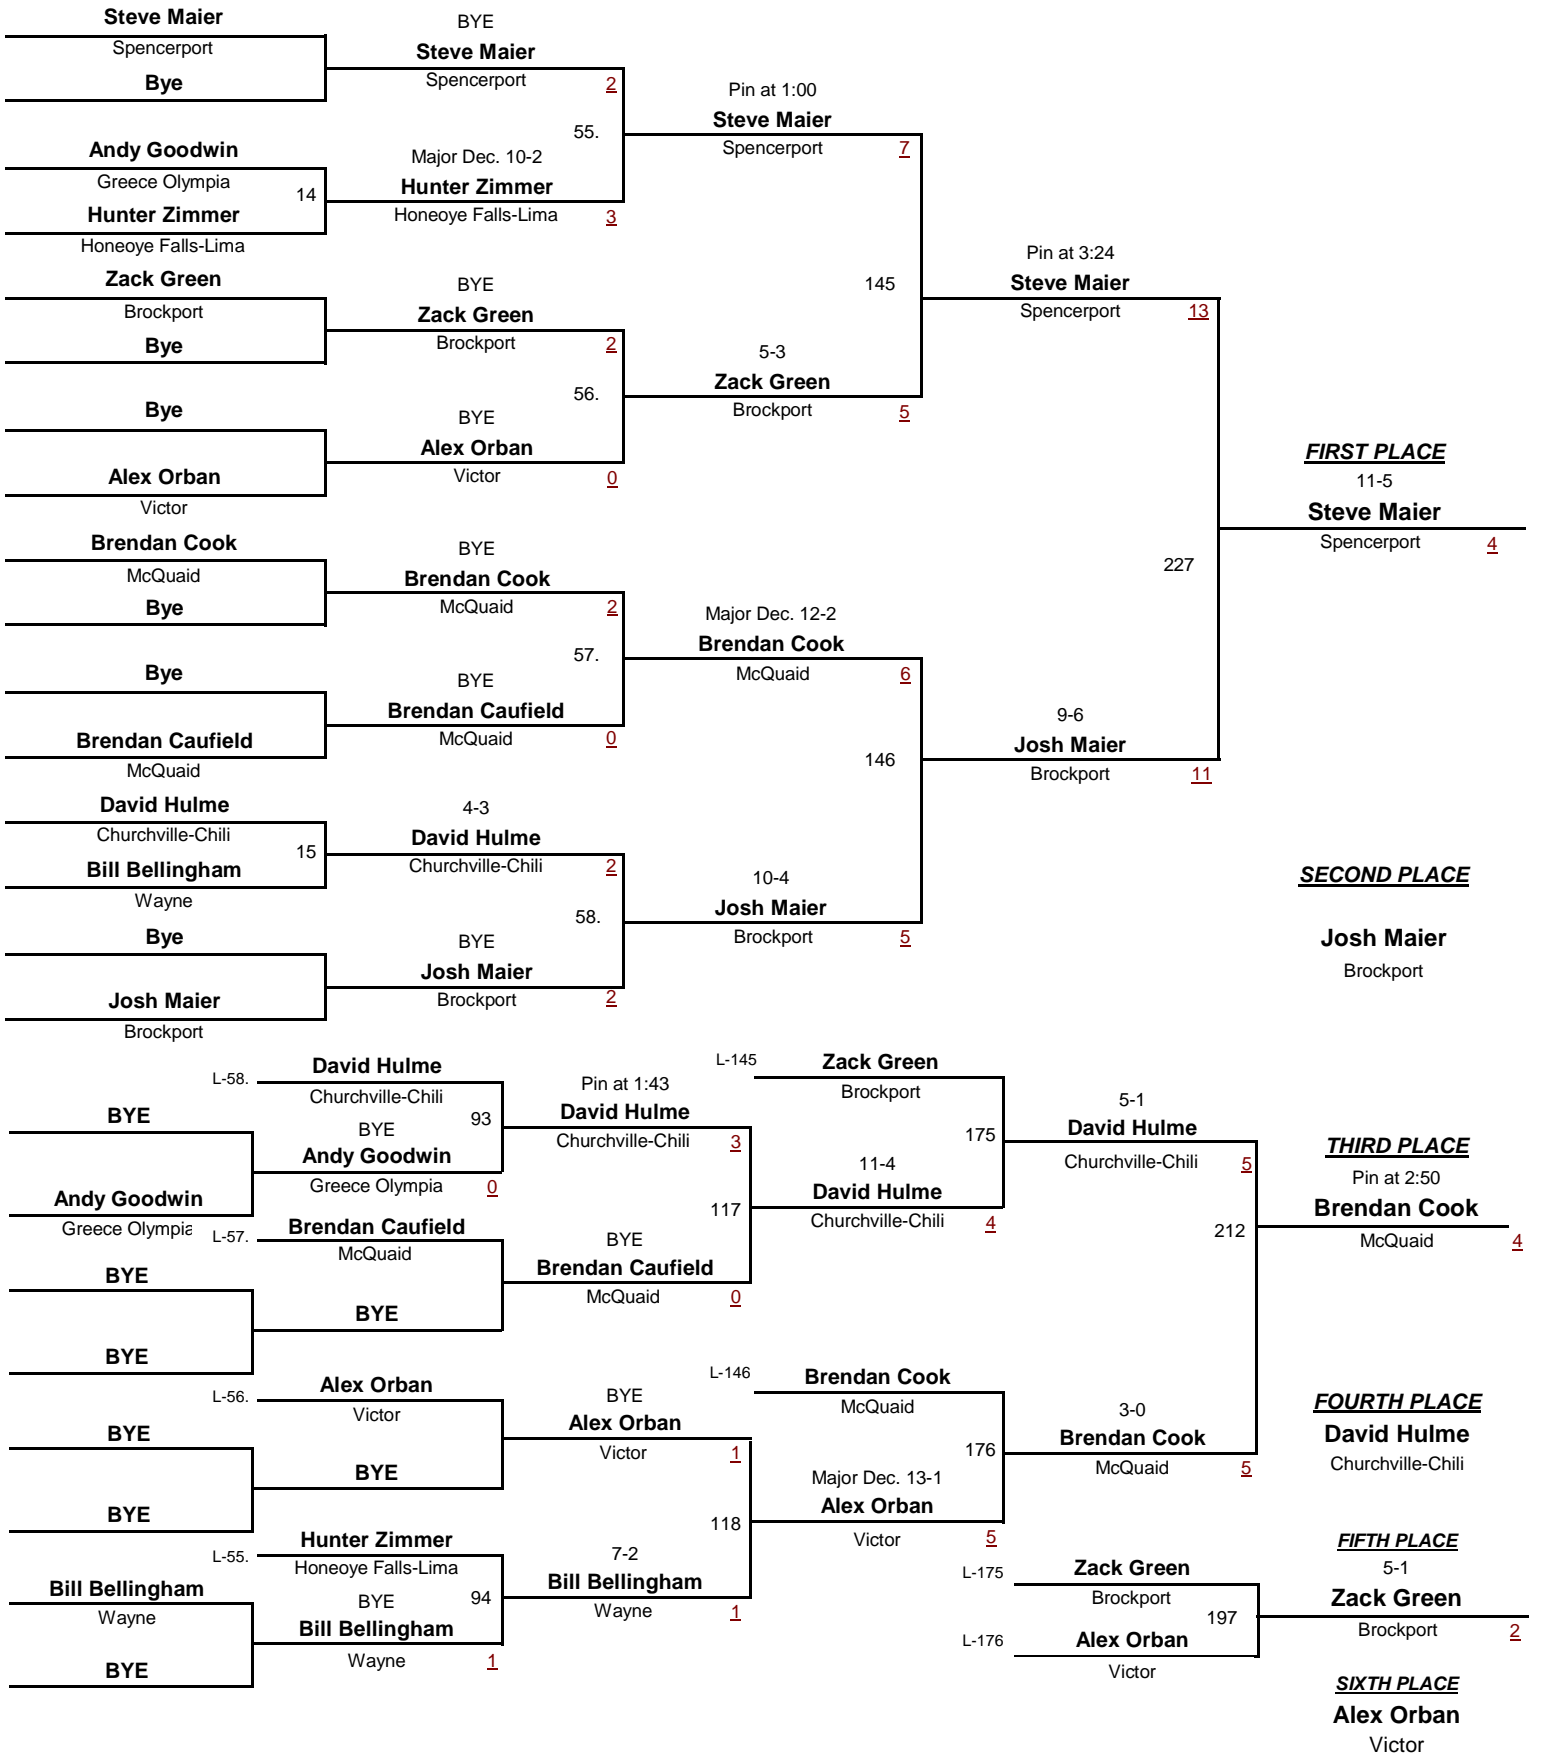 Steve Maier
Spencerport
Bye
Andy Goodwin
Greece Olympia
14
Hunter Zimmer
Honeoye Falls-Lima
Zack Green
Brockport
Bye
Bye
Alex Orban
Victor
Brendan Cook
McQuaid
Bye
Bye
Brendan Caufield
McQuaid
David Hulme
Churchville-Chili
15
Bill Bellingham
Wayne
Bye
Josh Maier
Brockport
BYE
Steve Maier
Spencerport
2
55.
Major Dec. 10-2
Hunter Zimmer
Honeoye Falls-Lima
3
BYE
Zack Green
Brockport
2
56.
BYE
Alex Orban
Victor
0
BYE
Brendan Cook
McQuaid
2
57.
BYE
Brendan Caufield
McQuaid
0
4-3
David Hulme
Churchville-Chili
2
58.
BYE
Josh Maier
Brockport
2
Pin at 1:00
Steve Maier
Spencerport
7
145
5-3
Zack Green
Brockport
5
Major Dec. 12-2
Brendan Cook
McQuaid
6
146
10-4
Josh Maier
Brockport
5
Pin at 3:24
Steve Maier
Spencerport
13
227
9-6
Josh Maier
Brockport
11
FIRST PLACE
11-5
Steve Maier
Spencerport
4
SECOND PLACE
Josh Maier
Brockport
BYE
Andy Goodwin
Greece Olympia
BYE
BYE
BYE
BYE
Bill Bellingham
Wayne
BYE
L-58.
David Hulme
Churchville-Chili
93
BYE
Andy Goodwin
Greece Olympia
0
L-57.
Brendan Caufield
McQuaid
BYE
L-56.
Alex Orban
Victor
BYE
L-55.
Hunter Zimmer
Honeoye Falls-Lima
94
BYE
Bill Bellingham
Wayne
1
Pin at 1:43
David Hulme
Churchville-Chili
3
117
BYE
Brendan Caufield
McQuaid
0
BYE
Alex Orban
Victor
1
118
7-2
Bill Bellingham
Wayne
1
L-145
Zack Green
Brockport
175
11-4
David Hulme
Churchville-Chili
4
L-146
Brendan Cook
McQuaid
176
Major Dec. 13-1
Alex Orban
Victor
5
5-1
David Hulme
Churchville-Chili
5
212
3-0
Brendan Cook
McQuaid
5
L-175
Zack Green
Brockport
197
L-176
Alex Orban
Victor
THIRD PLACE
Pin at 2:50
Brendan Cook
McQuaid
4
FOURTH PLACE
David Hulme
Churchville-Chili
FIFTH PLACE
5-1
Zack Green
Brockport
2
SIXTH PLACE
Alex Orban
Victor